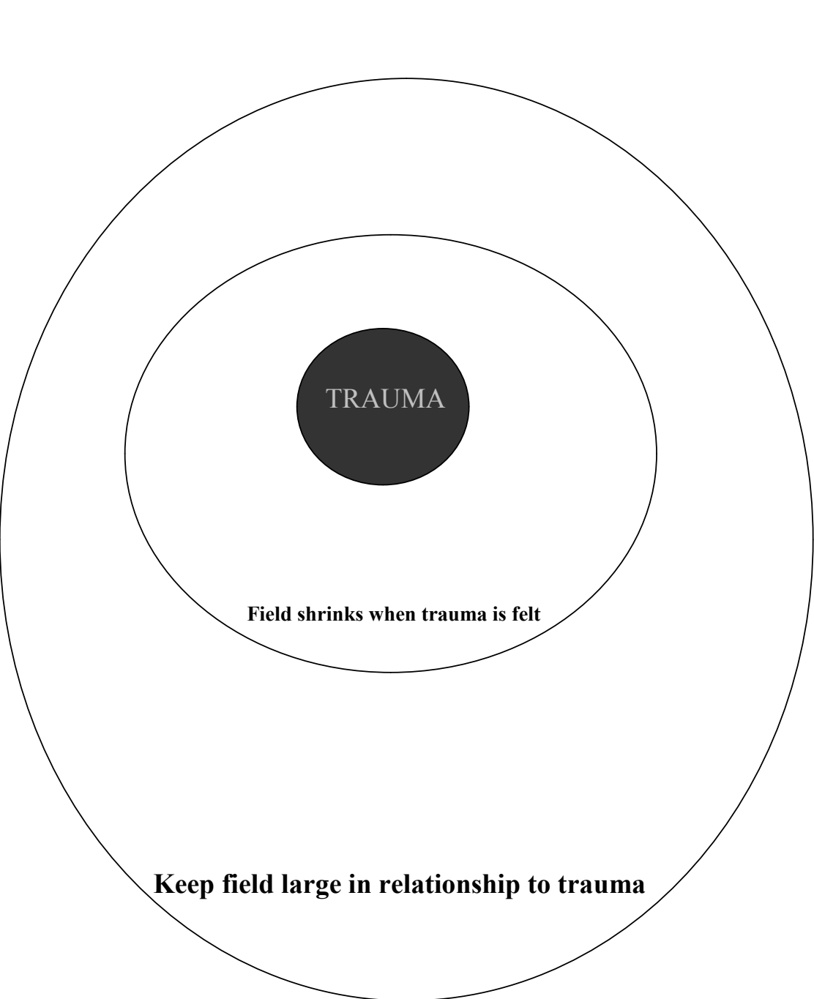 TRAUMA
Field shrinks when trauma is felt
Keep field large in relationship to trauma